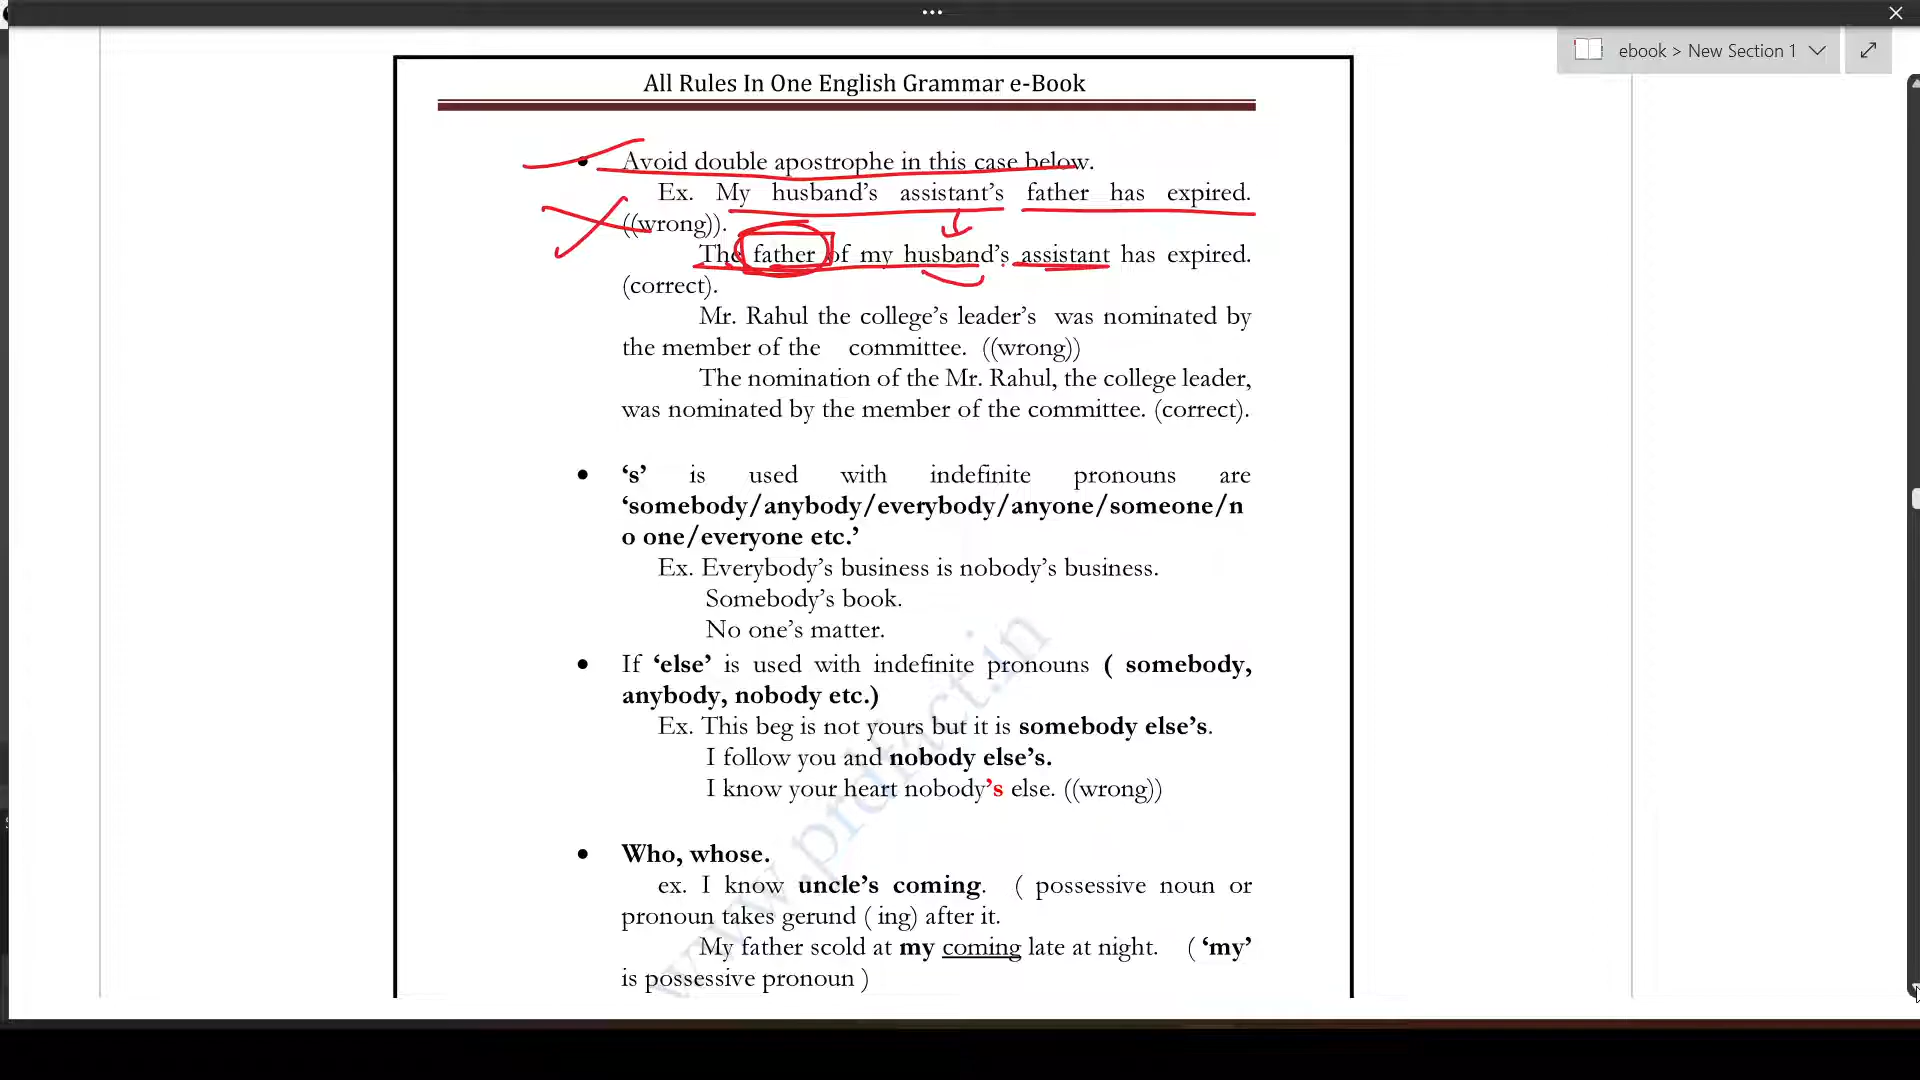 ebook > New Section 1
All Rules In One English Grammar e-Book
• Avoid double apostrophe in this case below.
Ex. My husband's assistant's father has expired.
((wrong)).
The father of my husband's assistant has expired.
(correct).
Mr. Rahul the college's leader's was nominated by
the member of the committee. ((wrong))
The nomination of the Mr. Rahul, the college leader,
was nominated by the member of the committee. (correct).
• ‘s’ is used with indefinite pronouns are
‘somebody/anybody/everybody/anyone/someone/n
o one/everyone etc.’
Ex. Everybody’s business is nobody’s business.
Somebody’s book.
No one’s matter.
• If ‘else’ is used with indefinite pronouns ( somebody,
anybody, nobody etc.)
Ex. This beg is not yours but it is somebody else’s.
I follow you and nobody else’s.
I know your heart nobody’s else. ((wrong))
• Who, whose.
ex. I know uncle’s coming. ( possessive noun or
pronoun takes gerund ( ing) after it.
My father scold at my coming late at night. ( ‘my’
is possessive pronoun )
www.prdfact.in